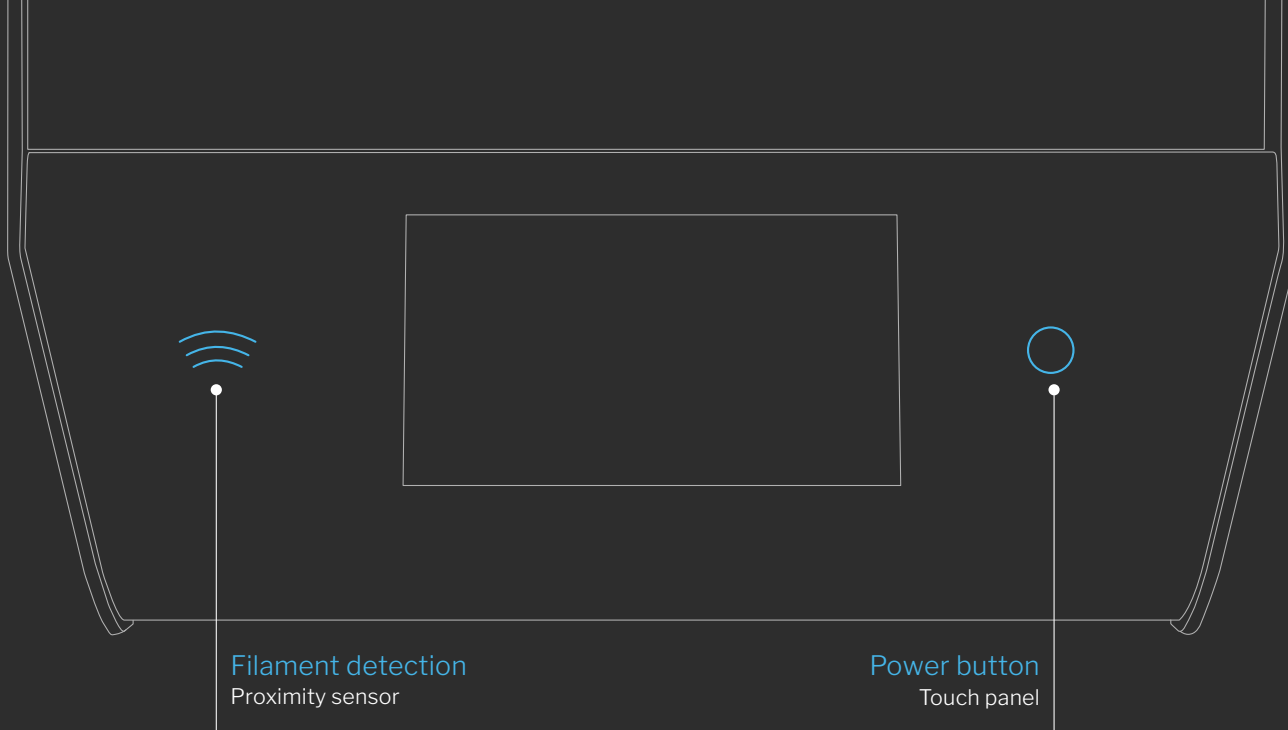 Filament detection
Proximity sensor
Power button
Touch panel